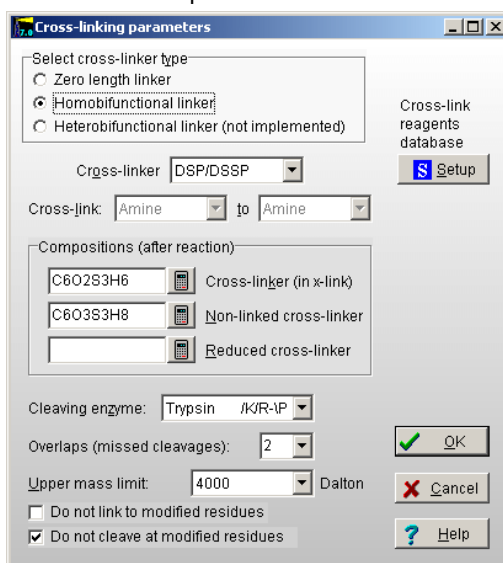 7.0 Cross-linking parameters
Select cross-linker type
Zero length linker
Homobifunctional linker
Heterobifunctional linker (not implemented)
Cross-link
reagents
database
S Setup
Cross-linker DSP/DSSP
Cross-link: Amine to Amine
Compositions (after reaction)
C6O2S3H6 Cross-linker (in x-link)
C6O3S3H8 Non-linked cross-linker
Reduced cross-linker
Cleaving enzyme: Trypsin /K/R-\P
Overlaps (missed cleavages): 2
OK
Upper mass limit: 4000 Dalton
Cancel
Do not link to modified residues
Do not cleave at modified residues
? Help